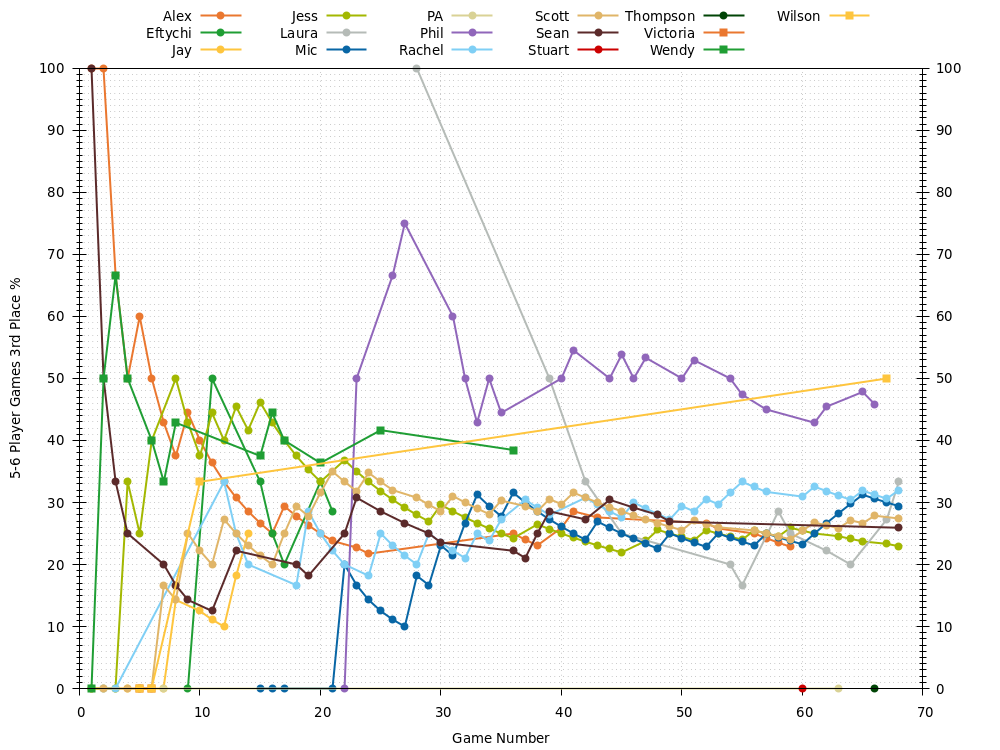 Alex Jess PA Scott Thompson Wilson
Eftychi Laura Phil Sean Victoria
Jay Mic Rachel Stuart Wendy
100 100
90 90
80 80
70 70
60 60
50 50
40 40
30 30
20 20
10 10
0 0
0 10 20 30 40 50 60 70
5-6 Player Games 3rd Place %
Game Number